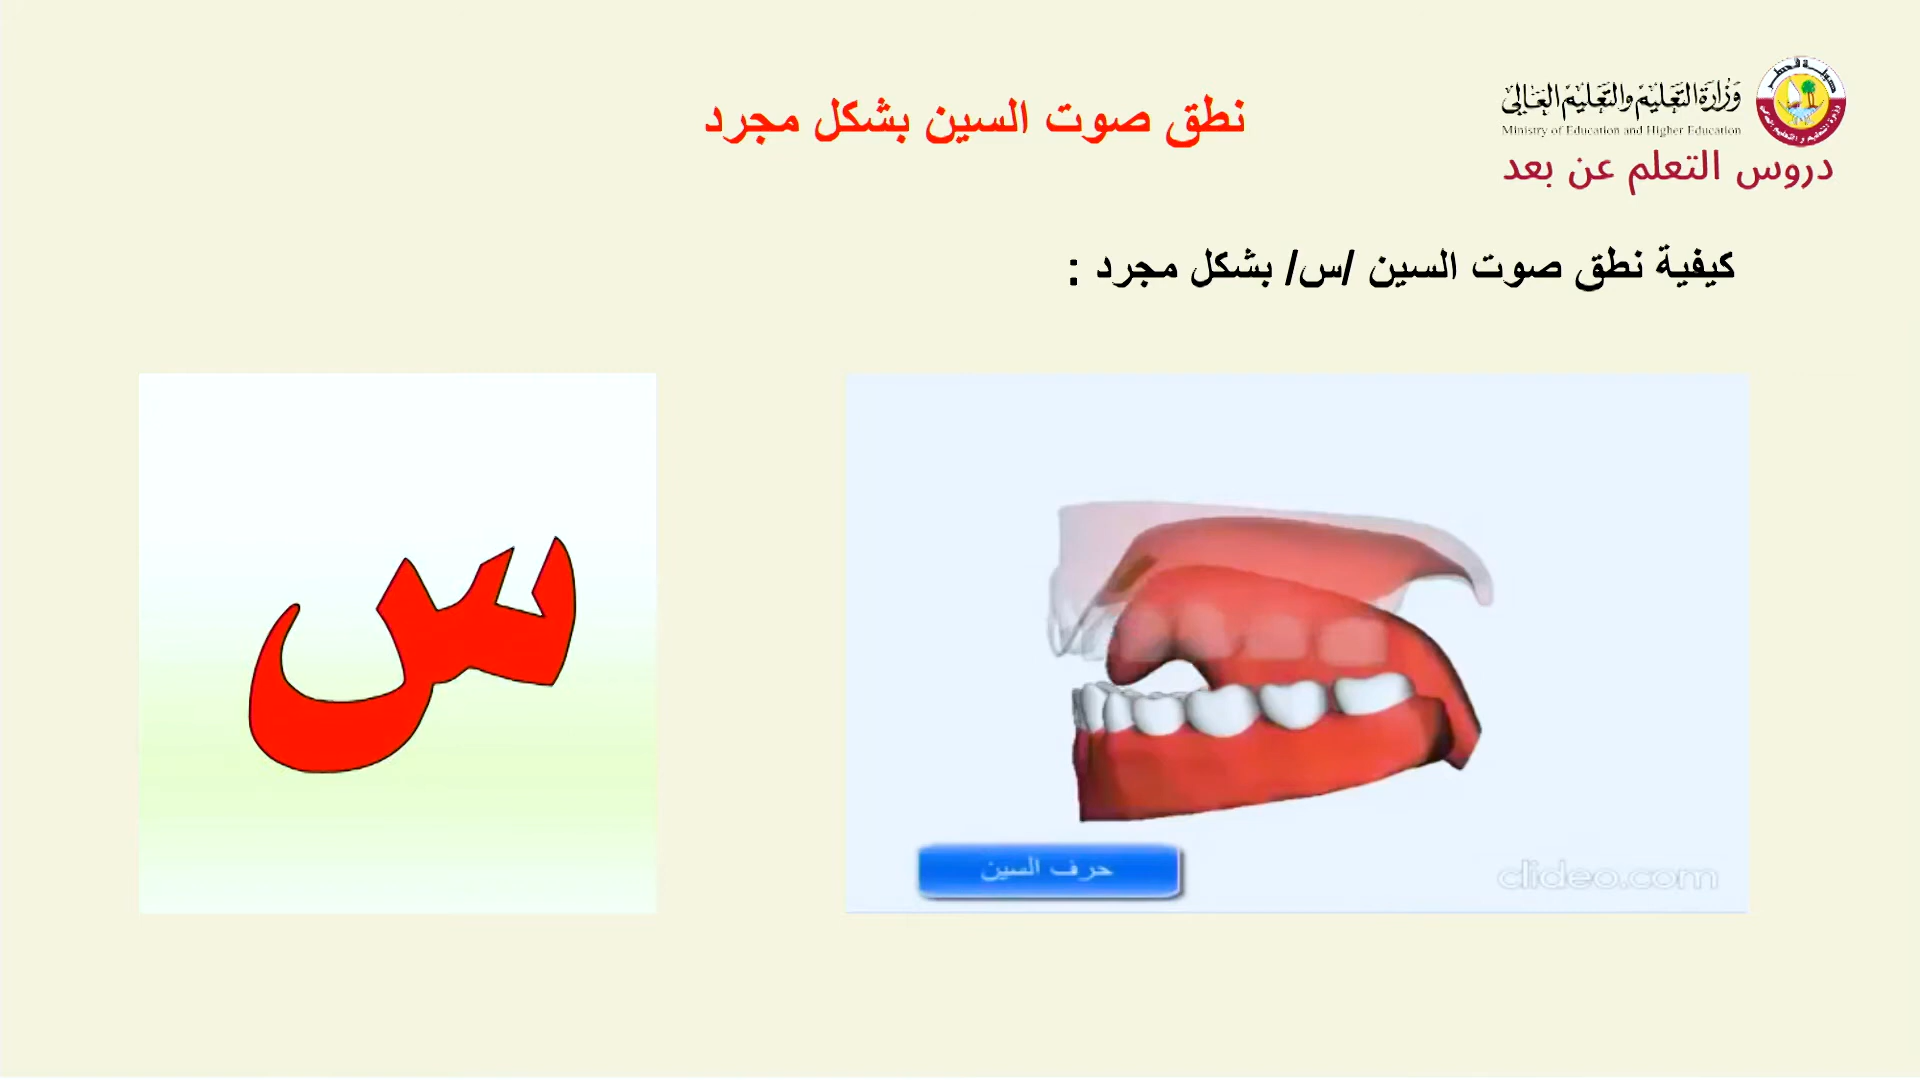 وزارة التعليم والتعليم العالي
Ministry of Education and Higher Education
دروس التعلم عن بعد
نطق صوت السين بشكل مجرد
كيفية نطق صوت السين /س/ بشكل مجرد :
س
حرف السين
clideo.com